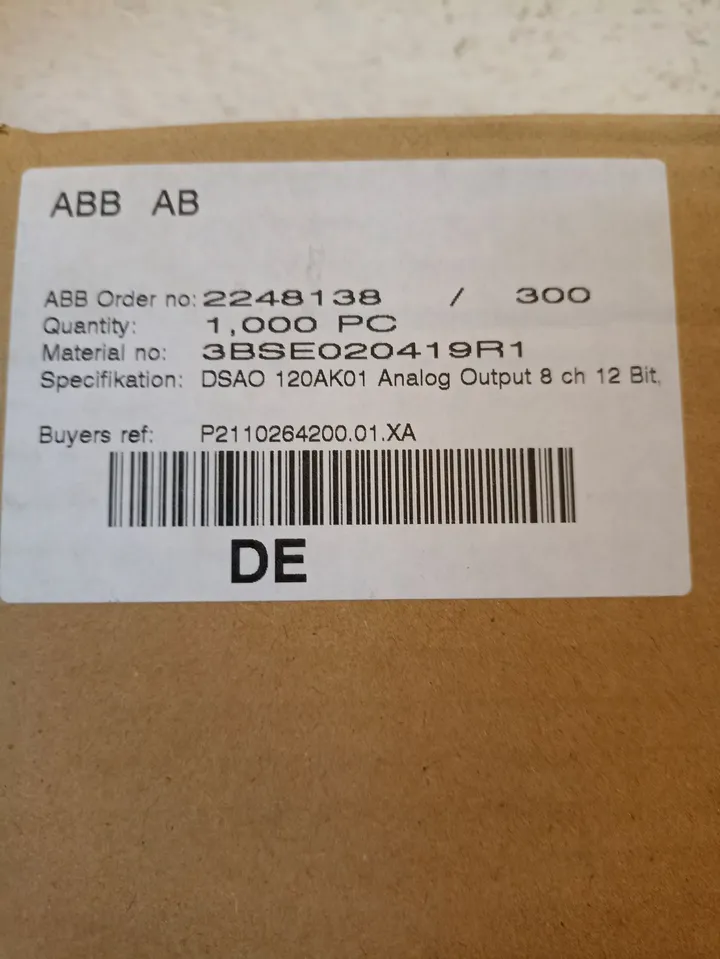 ABB AB
ABB Order no: 2248138 / 300
Quantity: 1,000 PC
Material no: 3BSE020419R1
Specifikation: DSAO 120AK01 Analog Output 8 ch 12 Bit,
Buyers ref: P2110264200.01.XA
DE